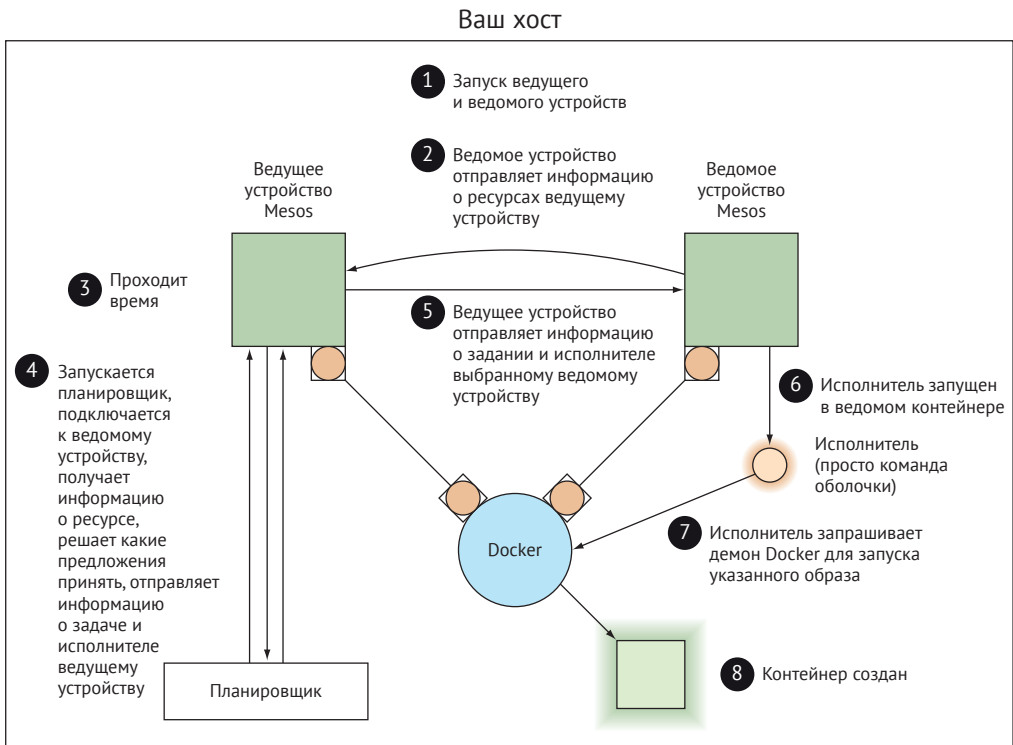 Ваш хост
1 Запуск ведущего
и ведомого устройств
2 Ведомое устройство
отправляет информацию
о ресурсах ведущему
устройству
Ведущее
устройство
Mesos
Ведомое
устройство
Mesos
3 Проходит
время
5 Ведущее устройство
отправляет информацию
о задании и исполнителе
выбранному ведомому
устройству
4 Запускается
планировщик,
подключается
к ведомому
устройству,
получает
информацию
о ресурсе,
решает какие
предложения
принять, отправляет
информацию
о задаче и
исполнителе
ведущему
устройству
6 Исполнитель запущен
в ведомом контейнере
Исполнитель
(просто команда
оболочки)
7 Исполнитель запрашивает
демон Docker для запуска
указанного образа
Docker
8 Контейнер создан
Планировщик